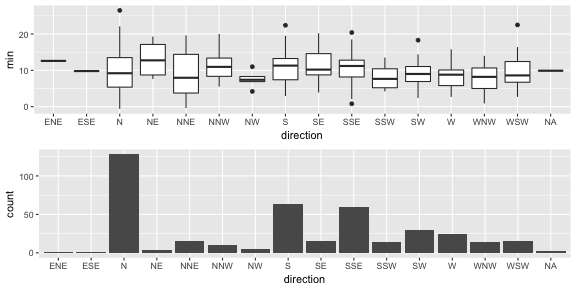 min
20
10
0
ENE ESE N NE NNE NNW NW S SE SSE SSW SW W WNW WSW NA
direction
count
100
50
0
ENE ESE N NE NNE NNW NW S SE SSE SSW SW W WNW WSW NA
direction